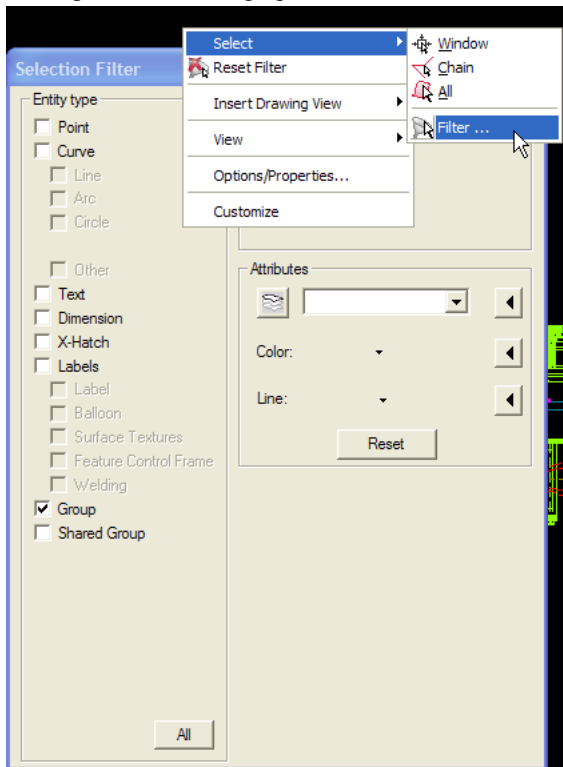 Select
Reset Filter
Insert Drawing View
View
Options/Properties...
Customize
Window
Chain
All
Filter ...
Selection Filter
Entity type
Point
Curve
Line
Arc
Circle
Other
Text
Dimension
X-Hatch
Labels
Label
Balloon
Surface Textures
Feature Control Frame
Welding
Group
Shared Group
All
Attributes
Color:
Line:
Reset